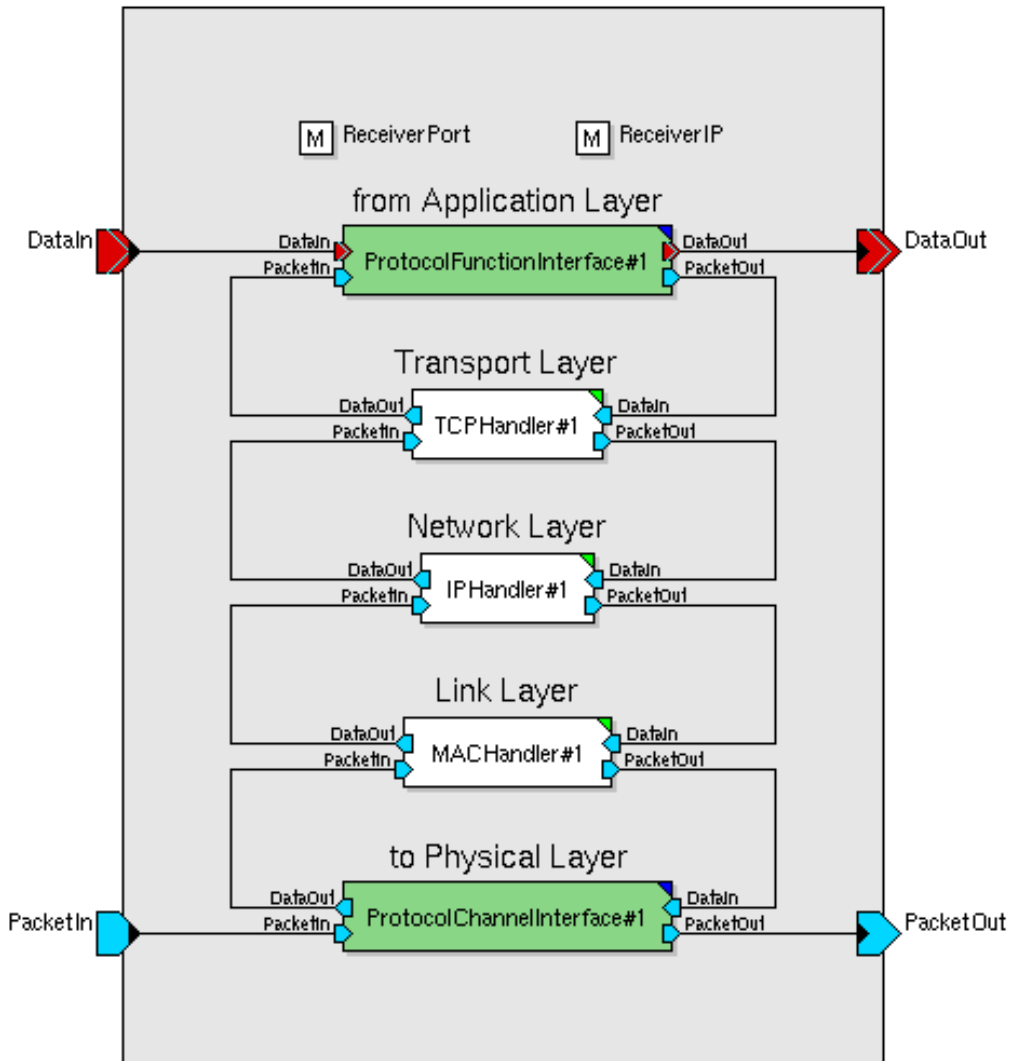 M ReceiverPort M ReceiverIP
from Application Layer
DataIn DataIn ProtocolFunctionInterface#1 DataOut DataOut
PacketIn PacketOut
Transport Layer
DataOut TCPHandler#1 DataIn
PacketIn PacketOut
Network Layer
DataOut IPHandler#1 DataIn
PacketIn PacketOut
Link Layer
DataOut MACHandler#1 DataIn
PacketIn PacketOut
to Physical Layer
DataOut ProtocolChannelInterface#1 DataIn
PacketIn PacketIn PacketOut PacketOut